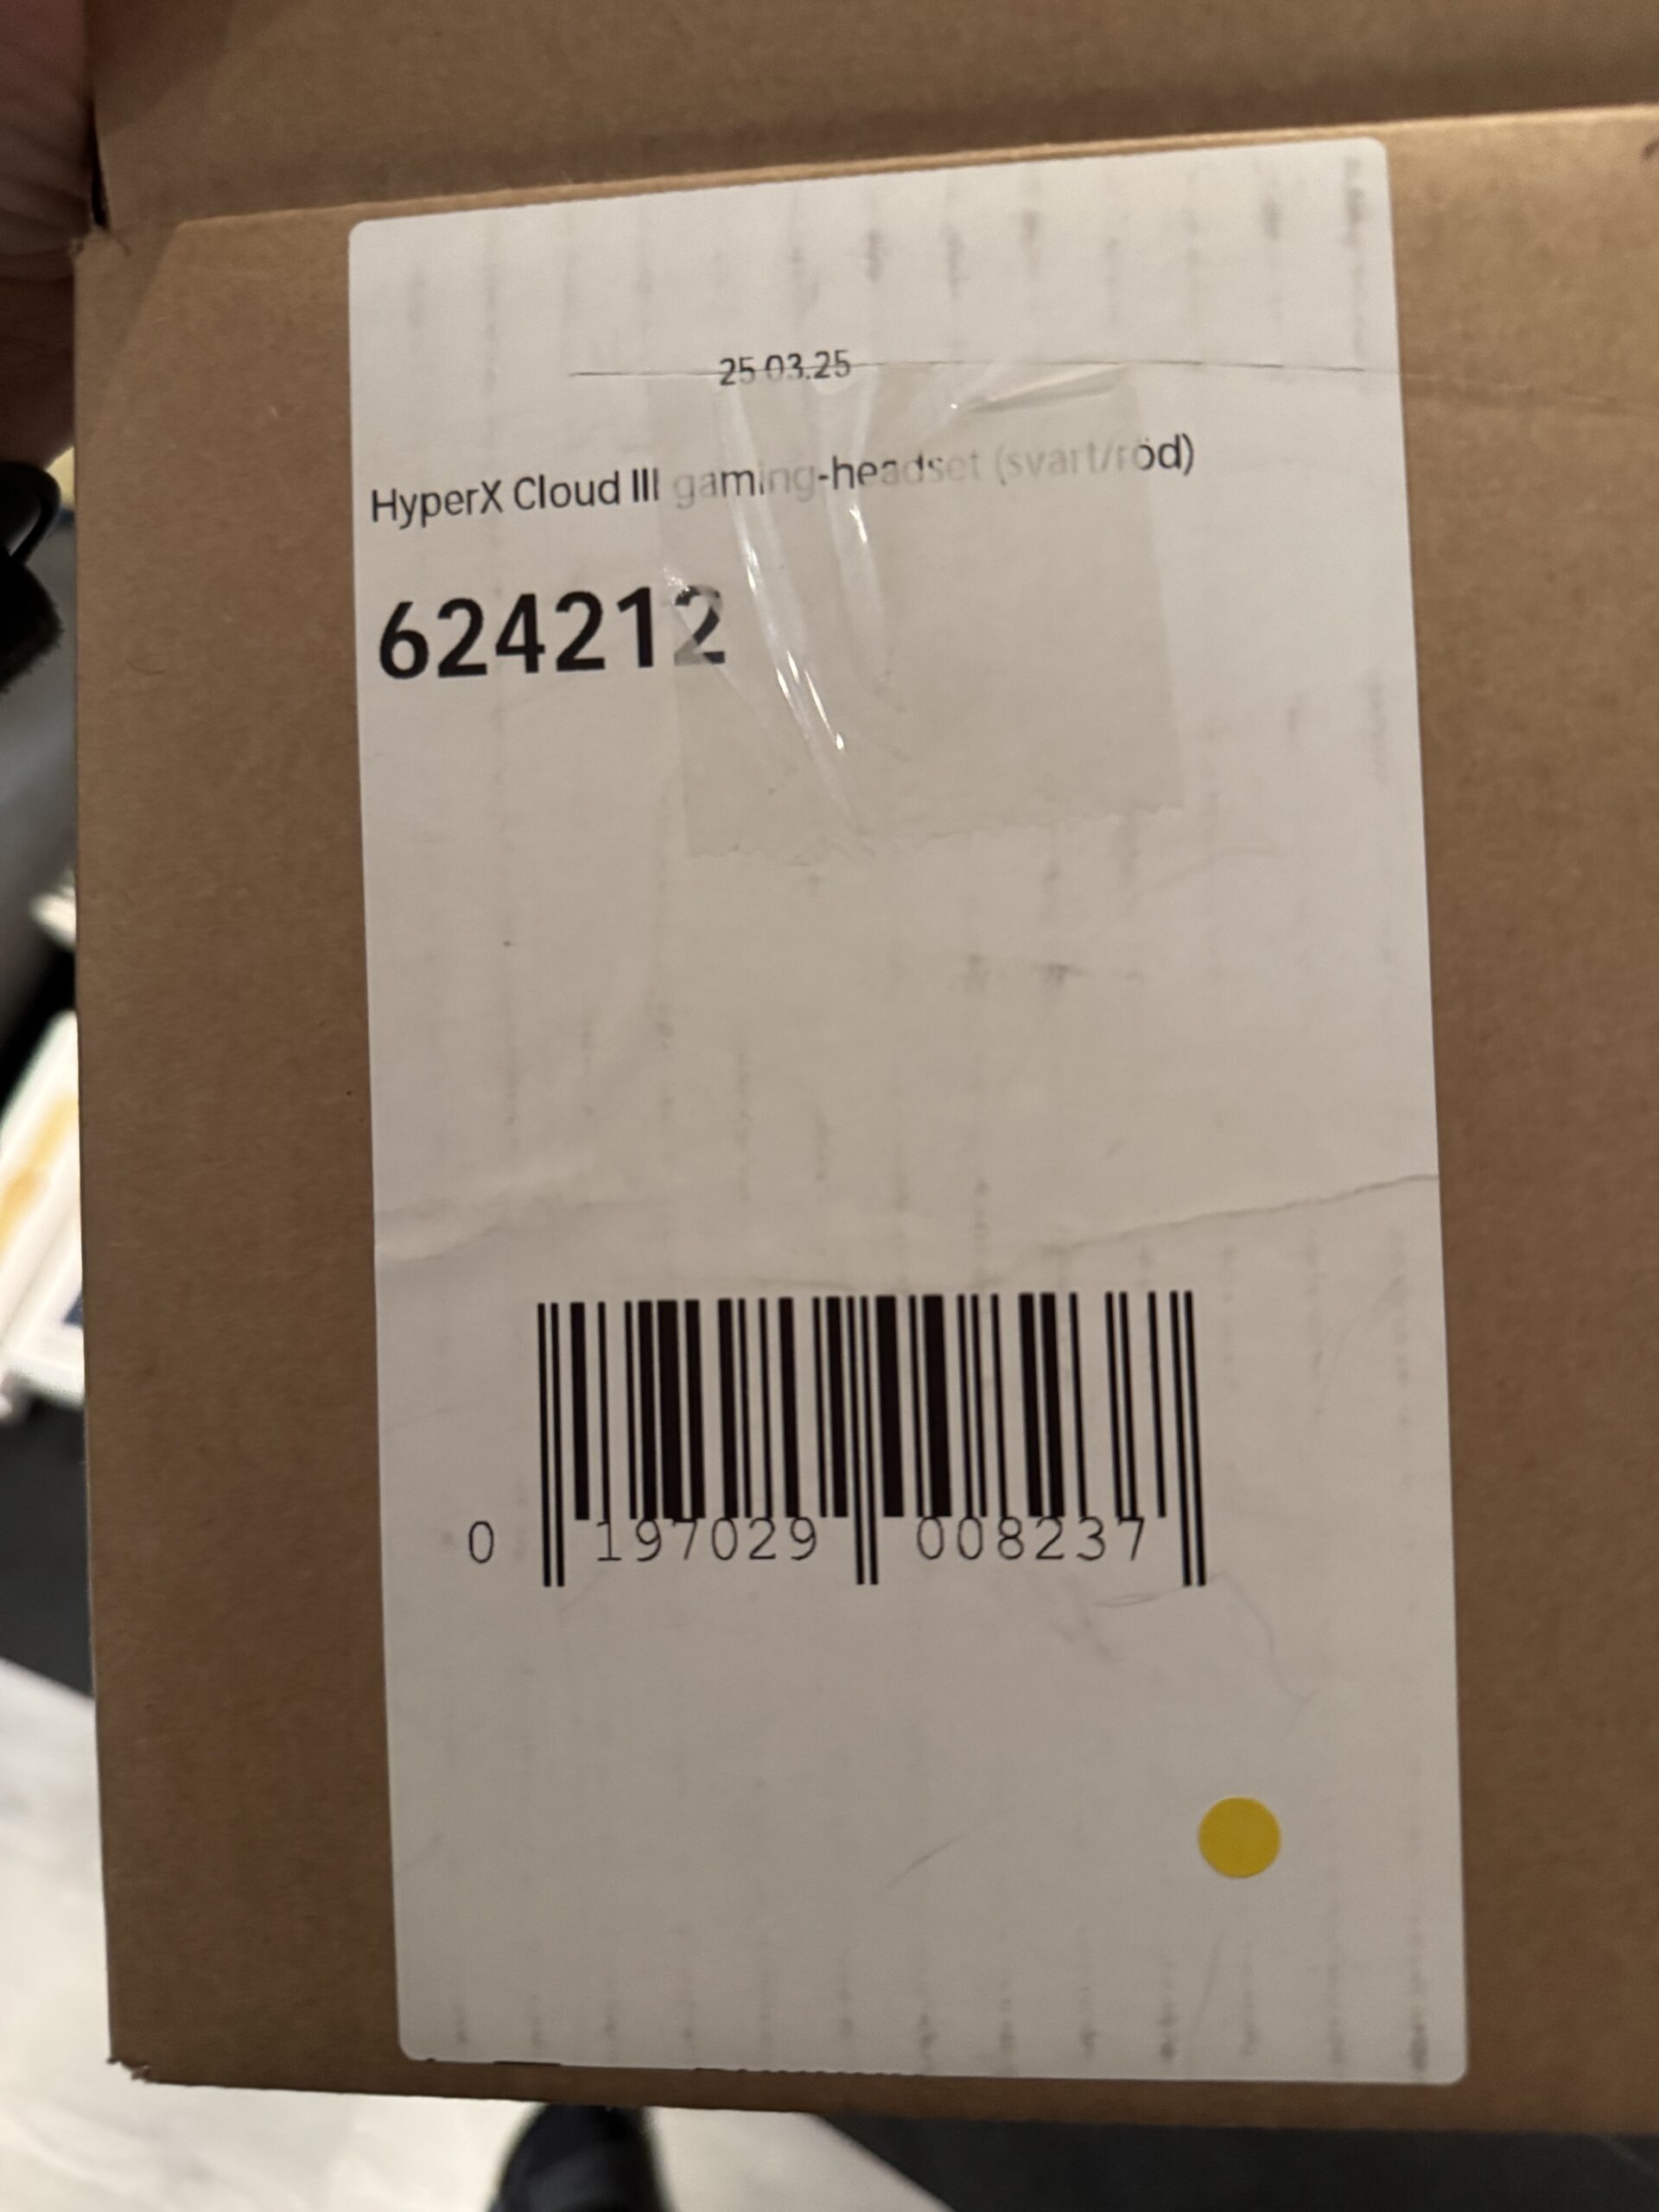 25.03.25
HyperX Cloud III gaming-headset (svart/röd)
624212
0 197029 008237